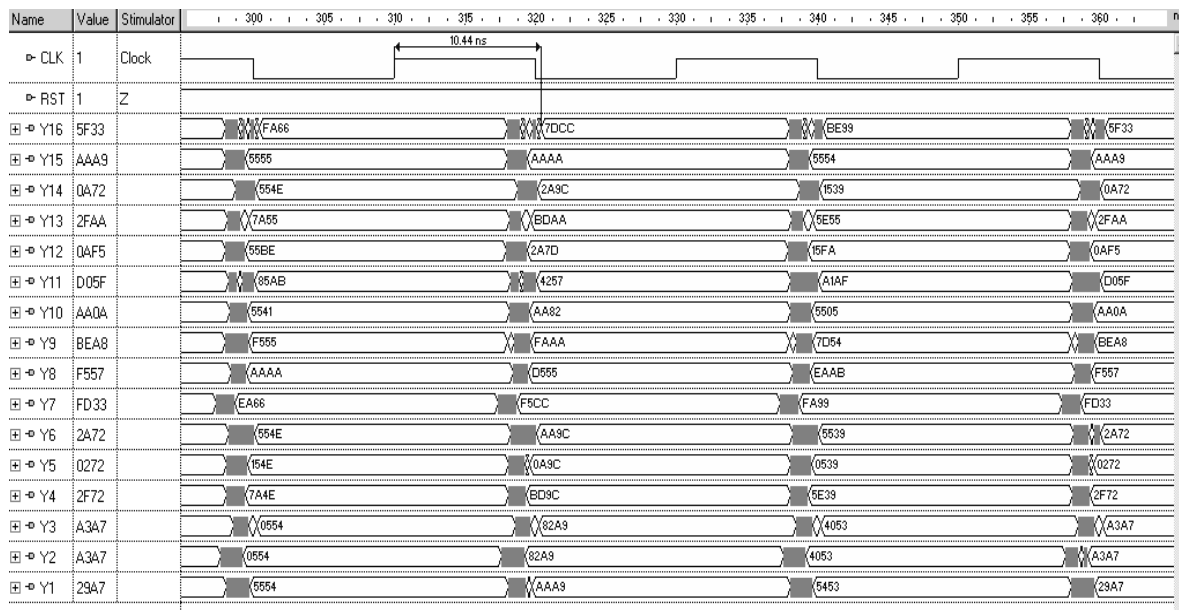 Name Value Stimulator 300 305 310 315 320 325 330 335 340 345 350 355 360
10.44 ns
CLK 1 Clock
RST 1 Z
Y16 5F33 FA66 7DCC BE99 5F33
Y15 AAA9 5555 AAAA 5554 AAA9
Y14 0A72 554E 2A9C 1539 0A72
Y13 2FAA 7A55 BDAA 5E55 2FAA
Y12 0AF5 55BE 2A7D 15FA 0AF5
Y11 D05F 85AB 4257 A1AF D05F
Y10 AA0A 5541 AA82 5505 AA0A
Y9 BEA8 F555 FAAA 7D54 BEA8
Y8 F557 AAAA D555 EAAB F557
Y7 FD33 EA66 F5CC FA99 FD33
Y6 2A72 554E AA9C 5539 2A72
Y5 0272 154E 0A9C 0539 0272
Y4 2F72 7A4E BD9C 5E39 2F72
Y3 A3A7 0554 82A9 4053 A3A7
Y2 A3A7 0554 82A9 4053 A3A7
Y1 29A7 5554 AAA9 5453 29A7